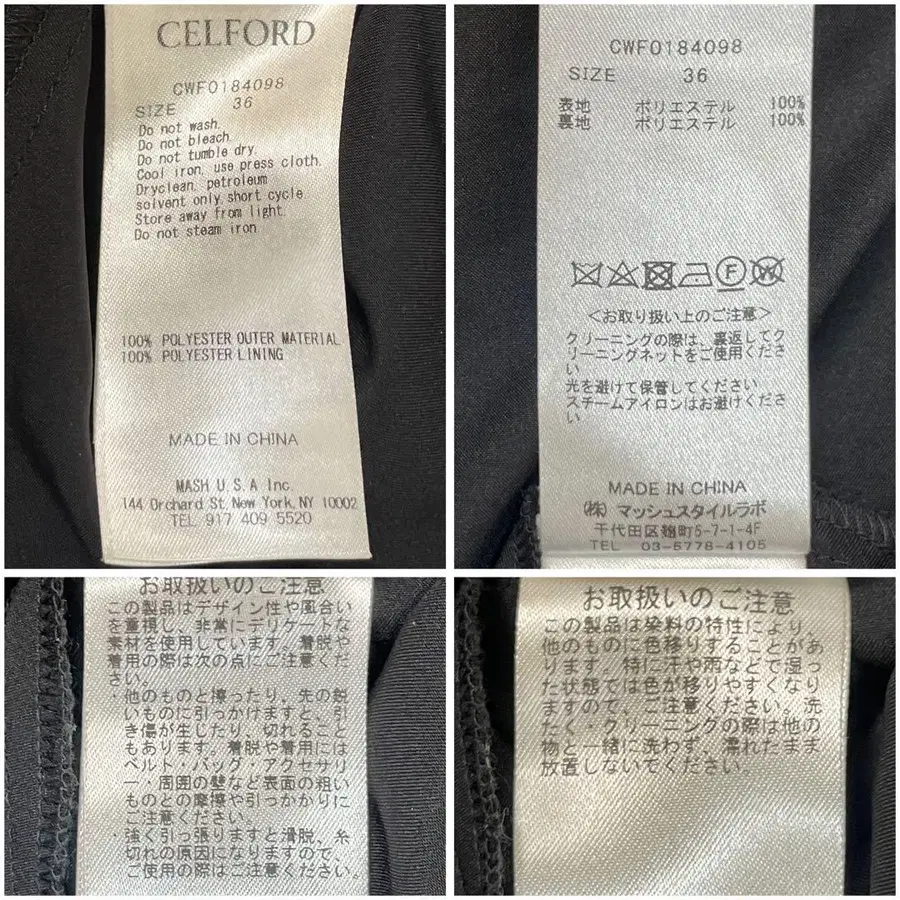 CELFORD
CWF0184098
SIZE 36
Do not wash.
Do not bleach.
Do not tumble dry.
Cool iron, use press cloth.
Dryclean, petroleum
solvent only,short cycle.
Store away from light.
Do not steam iron
100% POLYESTER OUTER MATERIAL
100% POLYESTER LINING
MADE IN CHINA
MASH U.S.A Inc.
144 Orchard St.New York,NY 10002
TEL 917 409 5520
CWF0184098
SIZE 36
表地 ポリエステル 100%
裏地 ポリエステル 100%
F
W
<お取り扱い上のご注意>
クリーニングの際は、裏返してク
リーニングネットをご使用くださ
い
光を避けて保管してください。
スチームアイロンはお避けくださ
い
MADE IN CHINA
(株)マッシュスタイルラボ
千代田区麹町5-7-1-4F
TEL 03-5778-4105
お取扱いのご注意
この製品はデザイン性や風合い
を重視し、非常にデリケートな
素材を使用しています。着脱や
着用の際は次の点にご注意くだ
さい。
・他のものと擦ったり、先の鋭
いものに引っかけますと、引
き傷が生じたり、切れること
もあります。着脱や着用には
ベルト・バッグ・アクセサリ
ー・周囲の壁など表面の粗い
ものとの摩擦や引っかかりに
ご注意ください。
・強く引っ張りますと滑脱、糸
切れの原因になりますので、
ご使用の際はご注意ください。
お取扱いのご注意
この製品は染料の特性により、
他のものに色移りすることがあ
ります。特に汗や雨などで湿っ
た状態では色が移りやすくなり
ますので、ご注意ください。洗
たく・クリーニングの際は他の
物と一緒に洗わず、濡れたまま
放置しないでください。